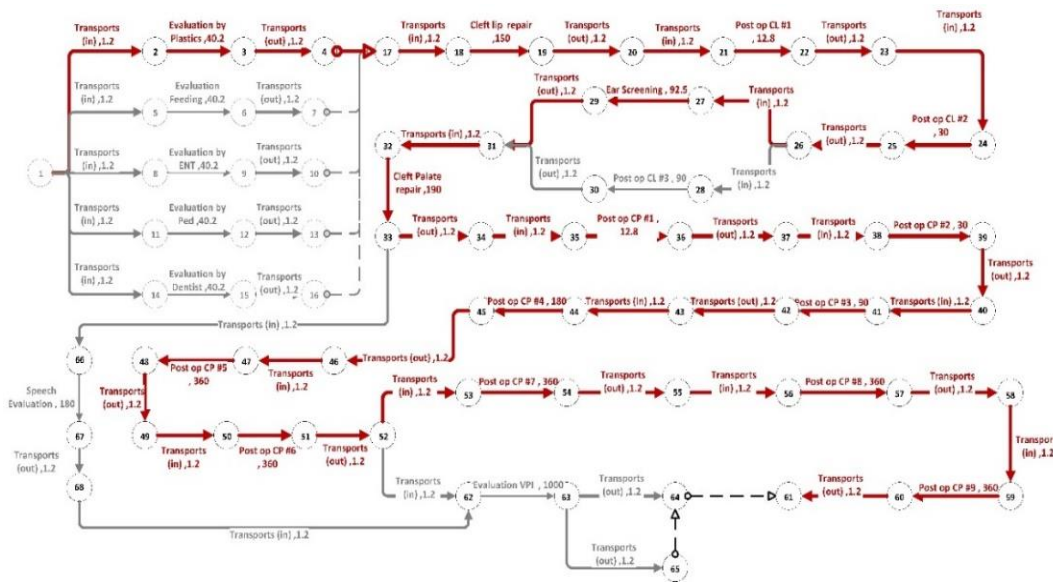 Transports
(in) ,1.2
2
Evaluation by
Plastics ,40.2
3
Transports
(out) ,1.2
4
17
Transports
(in) ,1.2
18
Cleft lip repair
,150
19
Transports
(out) ,1.2
20
Transports
(in) ,1.2
21
Post op CL #1
, 12.8
22
Transports
(out) ,1.2
23
Transports
(in) ,1.2
Transports
(in) ,1.2
5
Evaluation
Feeding ,40.2
6
Transports
(out) ,1.2
7
Transports
(out) ,1.2
29
Ear Screening , 92.5
27
Transports
(in) ,1.2
26
Transports
(out) ,1.2
25
Post op CL #2
, 30
24
1
Transports
(in) ,1.2
8
Evaluation by
ENT ,40.2
9
Transports
(out) ,1.2
10
32
Transports (in) ,1.2
31
Transports
(out) ,1.2
30
Post op CL #3 , 90
28
Transports
(in) ,1.2
Cleft Palate
repair ,190
Transports
(in) ,1.2
11
Evaluation by
Ped ,40.2
12
Transports
(out) ,1.2
13
33
Transports
(out) ,1.2
34
Transports
(in) ,1.2
35
Post op CP #1 ,
12.8
36
Transports
(out) ,1.2
37
Transports
(in) ,1.2
38
Post op CP #2 , 30
39
Transports
(out) ,1.2
Transports
(in) ,1.2
14
Evaluation by
Dentist ,40.2
15
Transports
(out) ,1.2
16
45
Post op CP #4 , 180
44
Transports (in) ,1.2
43
Transports (out) ,1.2
42
Post op CP #3 , 90
41
Transports (in) ,1.2
40
Transports (in) ,1.2
66
48
Post op CP #5
, 360
47
Transports
(in) ,1.2
46
Transports (out) ,1.2
Speech
Evaluation , 180
Transports
(out) ,1.2
Transports
(in) ,1.2
53
Post op CP #7 , 360
54
Transports
(out) ,1.2
55
Transports
(in) ,1.2
56
Post op CP #8 , 360
57
Transports
(out) ,1.2
58
67
49
Transports
(in) ,1.2
50
Post op CP #6
, 360
51
Transports
(out) ,1.2
52
Transports
(in) ,1.2
Transports
(out) ,1.2
68
Transports
(in) ,1.2
62
Evaluation VPI , 1000
63
Transports
(out) ,1.2
64
61
Transports
(out) ,1.2
60
Post op CP #9 , 360
59
Transports (in) ,1.2
Transports
(out) ,1.2
65